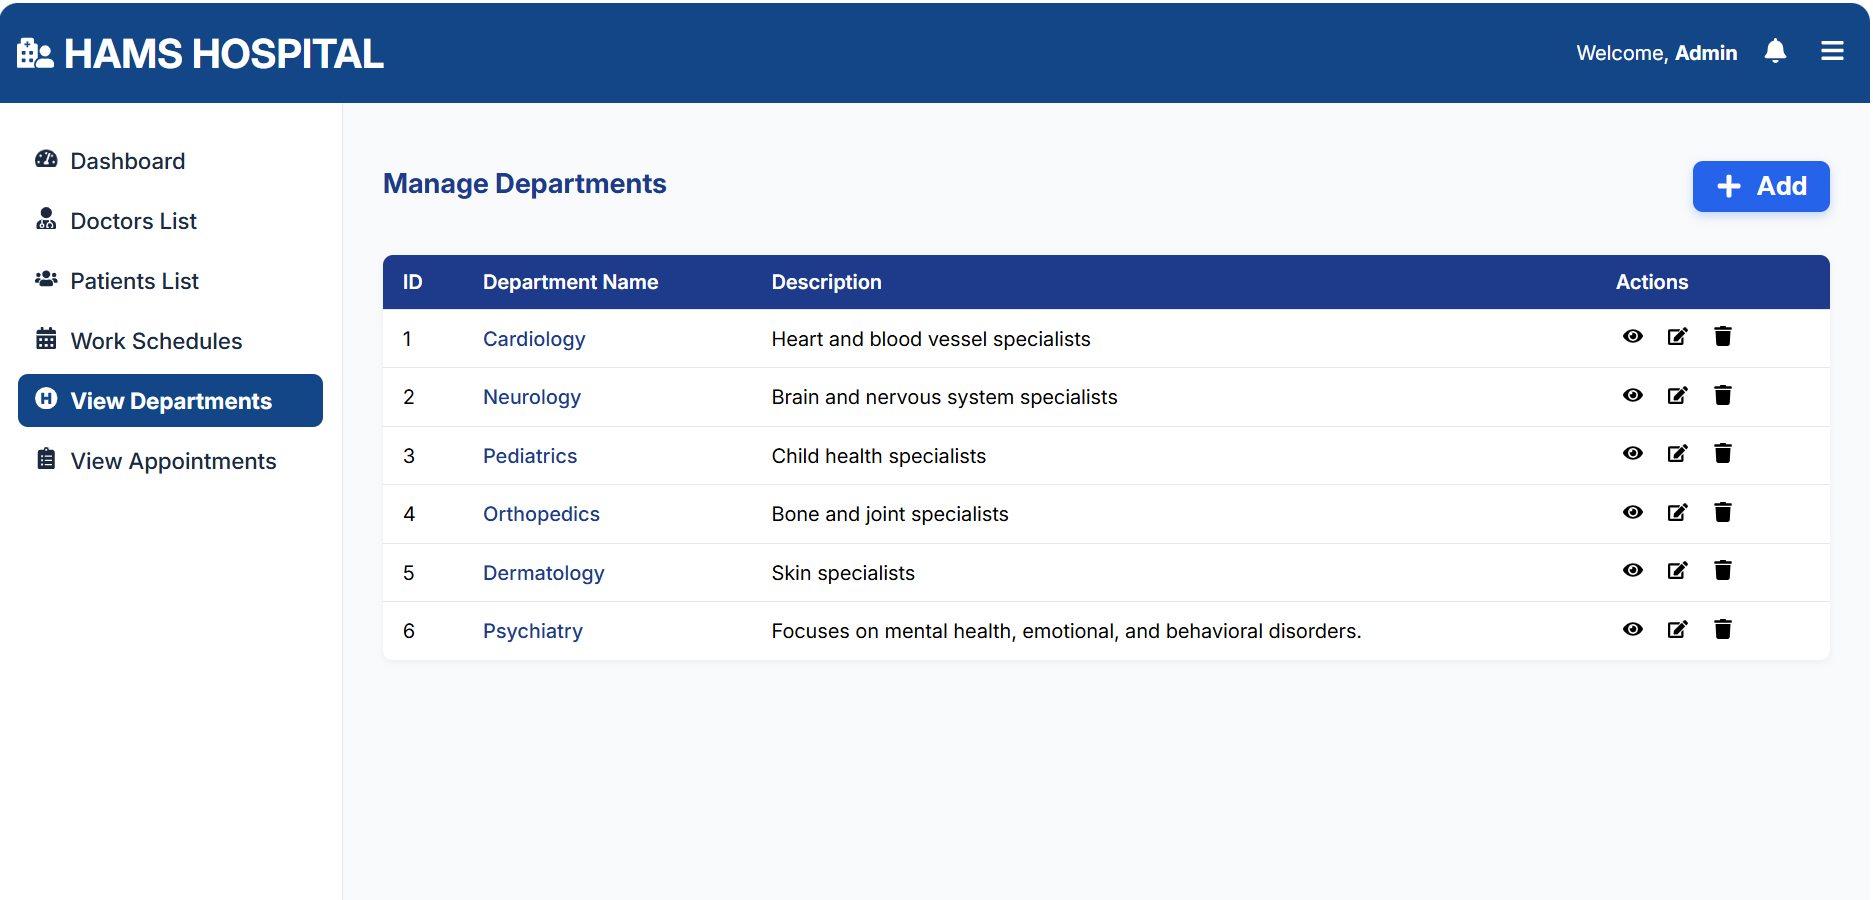 HAMS HOSPITAL
Welcome, Admin
Dashboard
Doctors List
Patients List
Work Schedules
View Departments
View Appointments
Manage Departments
Add
ID Department Name Description Actions
1 Cardiology Heart and blood vessel specialists
2 Neurology Brain and nervous system specialists
3 Pediatrics Child health specialists
4 Orthopedics Bone and joint specialists
5 Dermatology Skin specialists
6 Psychiatry Focuses on mental health, emotional, and behavioral disorders.